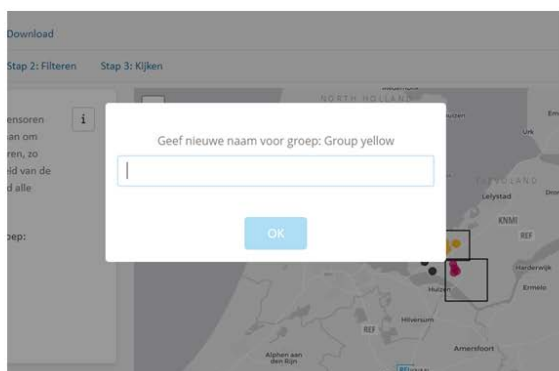 Download
Stap 2: Filteren Stap 3: Kijken
NORTH HOLLAND
ensoren
i
an om
ren, zo
eid van de
d alle
oep:
Geef nieuwe naam voor groep: Group yellow
OK
Urk
FLEVOLAND
Lelystad
KNMI
REF
Harderwijk
Huizen
Ermelo
Hilversum
REF
Amersfoort
Alphen aan
den Rijn